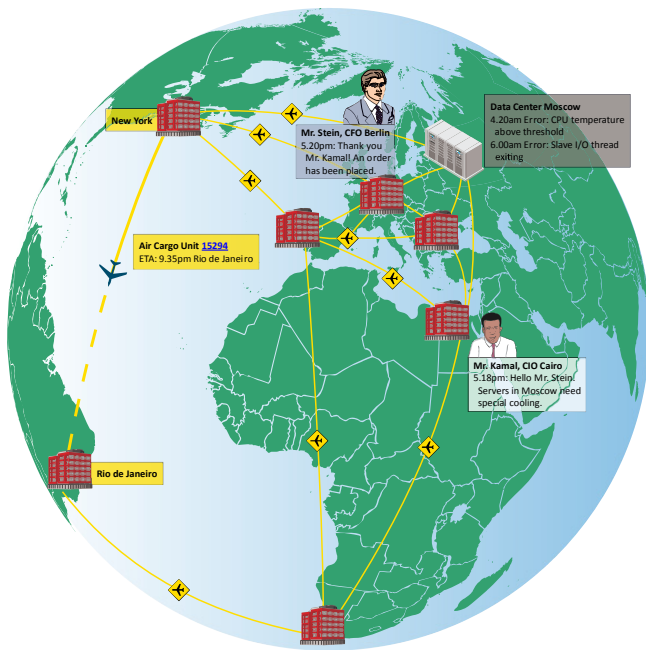 New York
Mr. Stein, CFO Berlin
5.20pm: Thank you
Mr. Kamal! An order
has been placed.
Data Center Moscow
4.20am Error: CPU temperature
above threshold
6.00am Error: Slave I/O thread
exiting
Air Cargo Unit 15294
ETA: 9.35pm Rio de Janeiro
Mr. Kamal, CIO Cairo
5.18pm: Hello Mr. Stein.
Servers in Moscow need
special cooling.
Rio de Janeiro